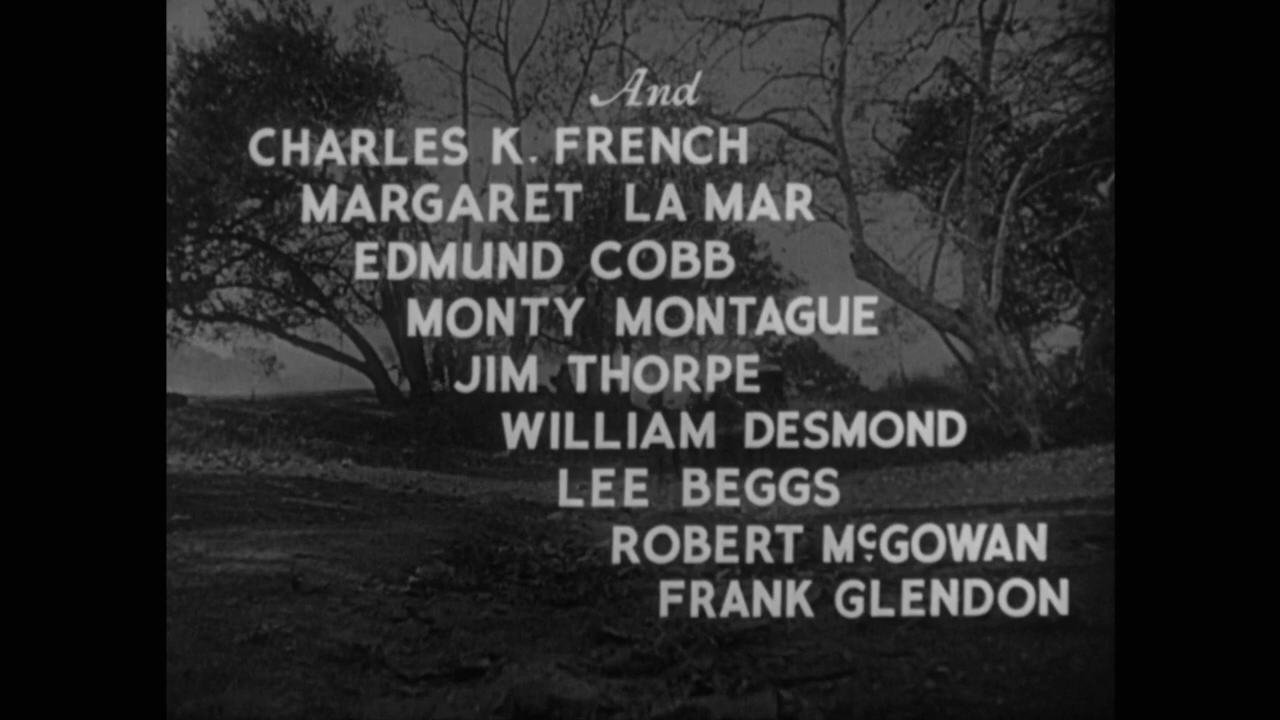 And
CHARLES K. FRENCH
MARGARET LA MAR
EDMUND COBB
MONTY MONTAGUE
JIM THORPE
WILLIAM DESMOND
LEE BEGGS
ROBERT McGOWAN
FRANK GLENDON